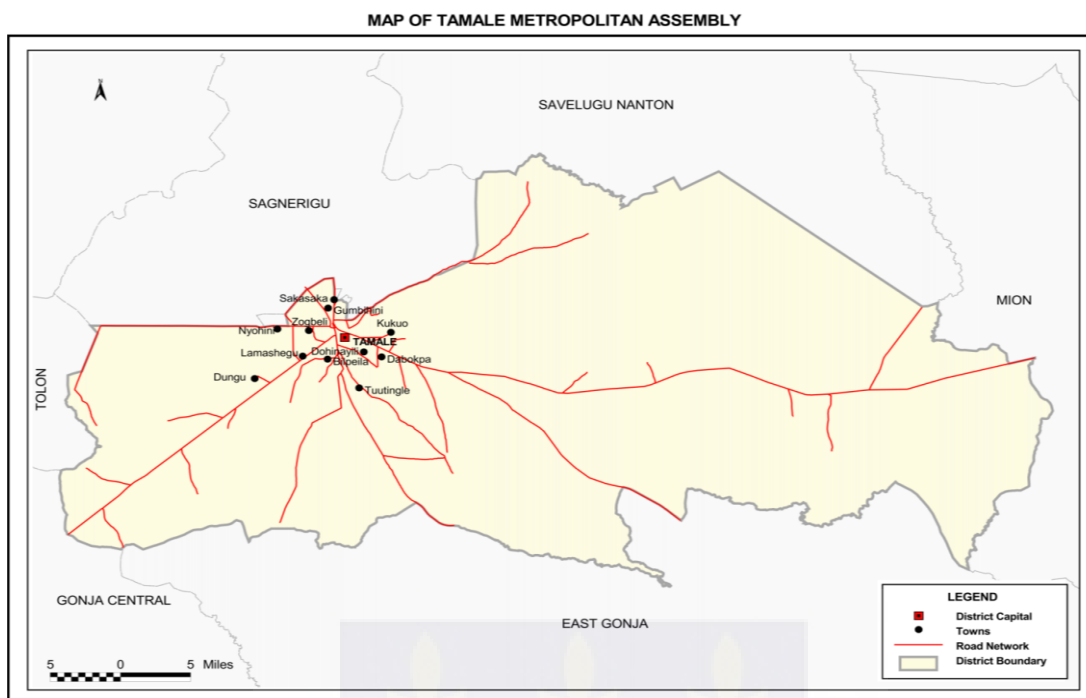 MAP OF TAMALE METROPOLITAN ASSEMBLY
N
SAVELUGU NANTON
SAGNERIGU
MION
TOLON
Sakasaka
Gumbihini
Zogbeli
Nyohini
Kukuo
TAMALE
Lamashegu
Dohinayili
Bilpeila
Dabokpa
Dungu
Tuutingle
GONJA CENTRAL
EAST GONJA
5 0 5 Miles
LEGEND
District Capital
Towns
Road Network
District Boundary